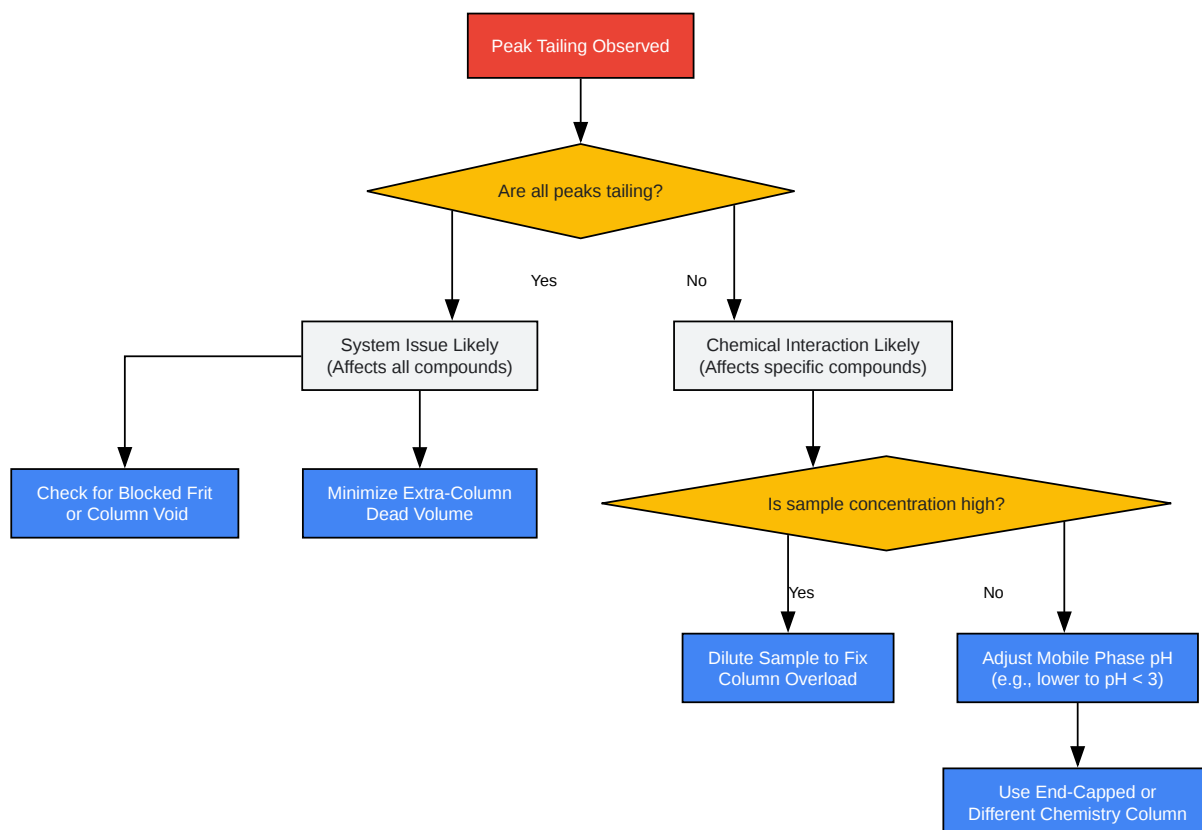 Peak Tailing Observed
Are all peaks tailing?
Yes
No
System Issue Likely
(Affects all compounds)
Chemical Interaction Likely
(Affects specific compounds)
Check for Blocked Frit
or Column Void
Minimize Extra-Column
Dead Volume
Is sample concentration high?
Yes
No
Dilute Sample to Fix
Column Overload
Adjust Mobile Phase pH
(e.g., lower to pH < 3)
Use End-Capped or
Different Chemistry Column